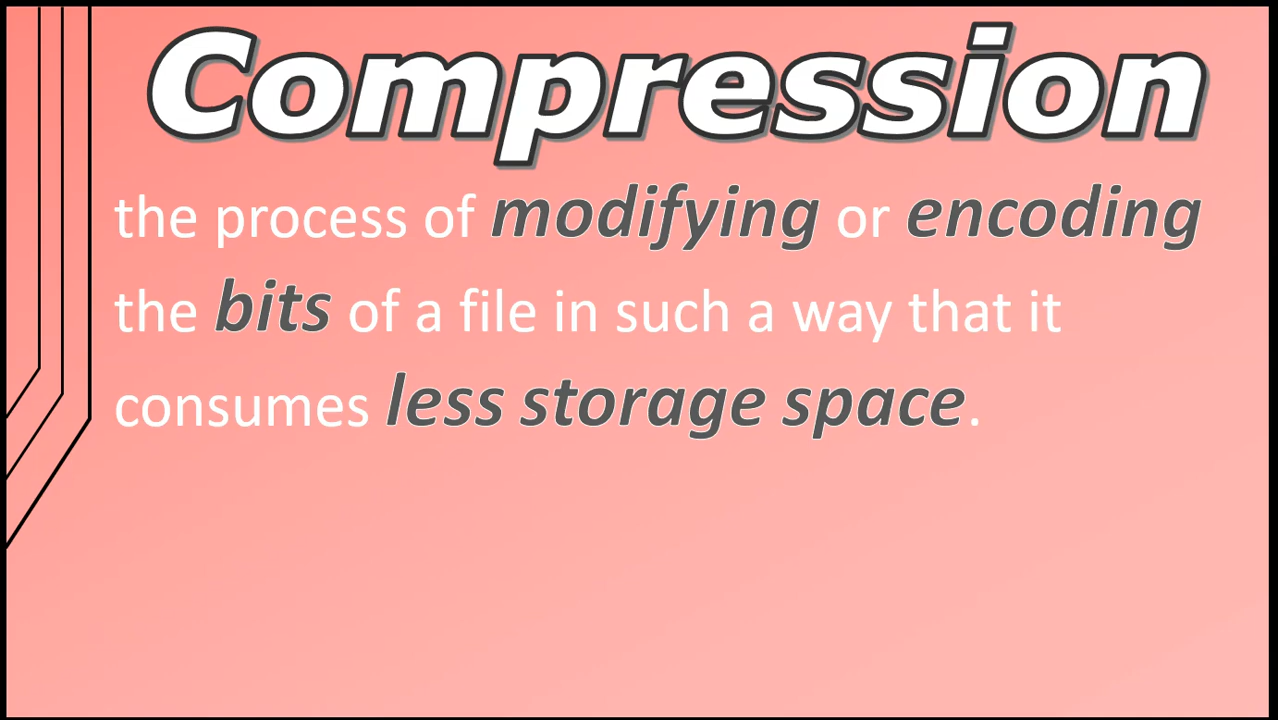 Compression
the process of modifying or encoding
the bits of a file in such a way that it
consumes less storage space.